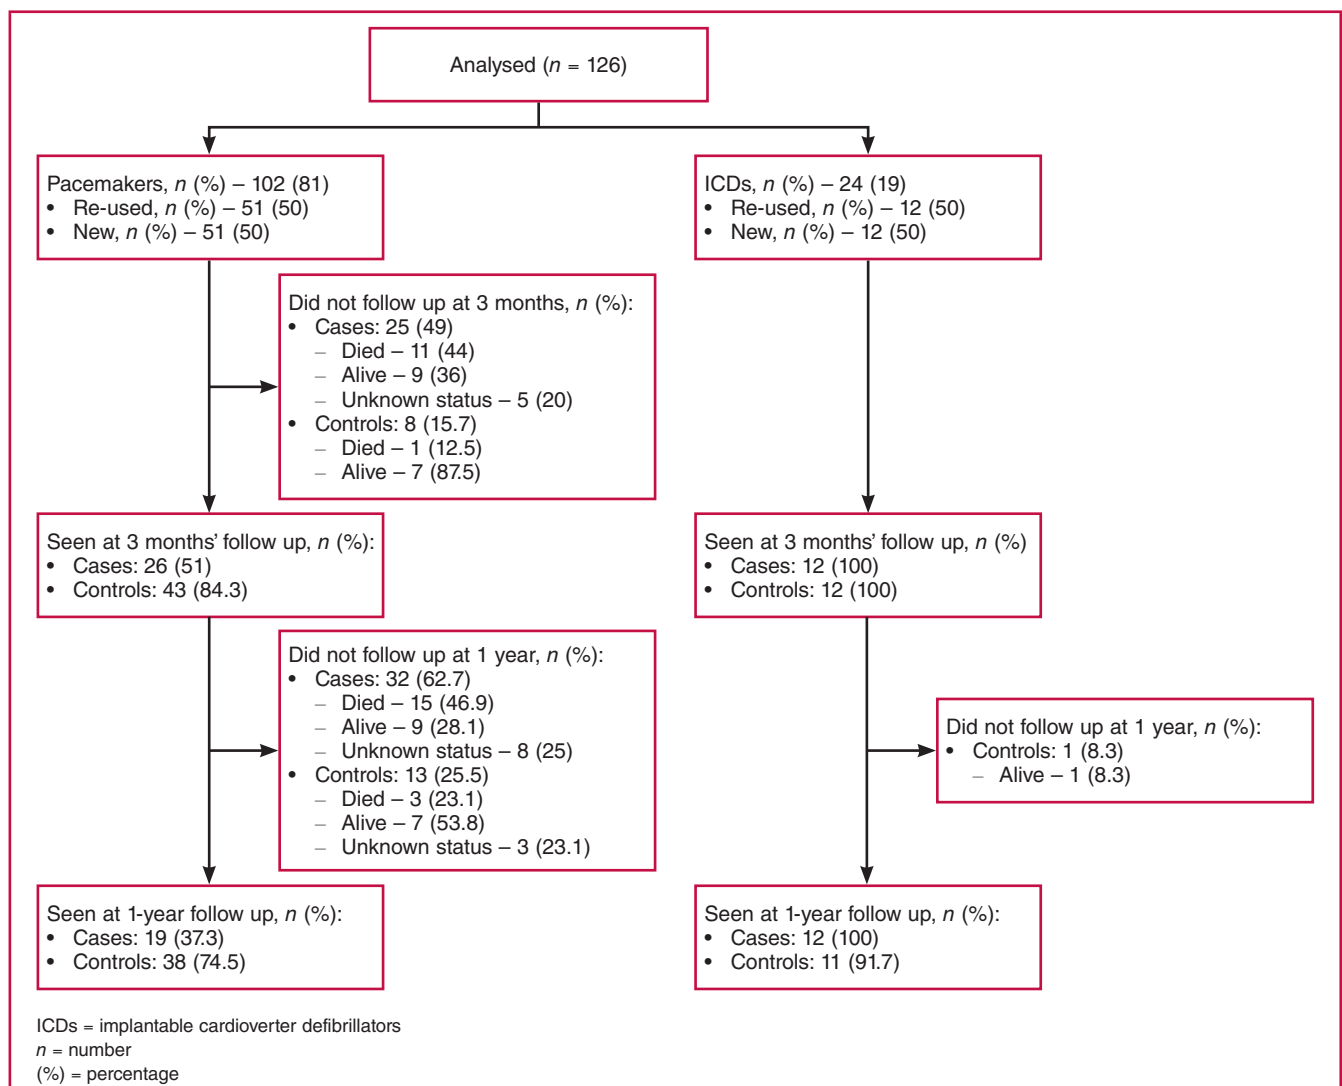 Analysed (n = 126)
Pacemakers, n (%) – 102 (81)
• Re-used, n (%) – 51 (50)
• New, n (%) – 51 (50)
ICDs, n (%) – 24 (19)
• Re-used, n (%) – 12 (50)
• New, n (%) – 12 (50)
Did not follow up at 3 months, n (%):
• Cases: 25 (49)
– Died – 11 (44)
– Alive – 9 (36)
– Unknown status – 5 (20)
• Controls: 8 (15.7)
– Died – 1 (12.5)
– Alive – 7 (87.5)
Seen at 3 months’ follow up, n (%):
• Cases: 26 (51)
• Controls: 43 (84.3)
Seen at 3 months’ follow up, n (%)
• Cases: 12 (100)
• Controls: 12 (100)
Did not follow up at 1 year, n (%):
• Cases: 32 (62.7)
– Died – 15 (46.9)
– Alive – 9 (28.1)
– Unknown status – 8 (25)
• Controls: 13 (25.5)
– Died – 3 (23.1)
– Alive – 7 (53.8)
– Unknown status – 3 (23.1)
Did not follow up at 1 year, n (%):
• Controls: 1 (8.3)
– Alive – 1 (8.3)
Seen at 1-year follow up, n (%):
• Cases: 19 (37.3)
• Controls: 38 (74.5)
Seen at 1-year follow up, n (%):
• Cases: 12 (100)
• Controls: 11 (91.7)
ICDs = implantable cardioverter defibrillators
n = number
(%) = percentage